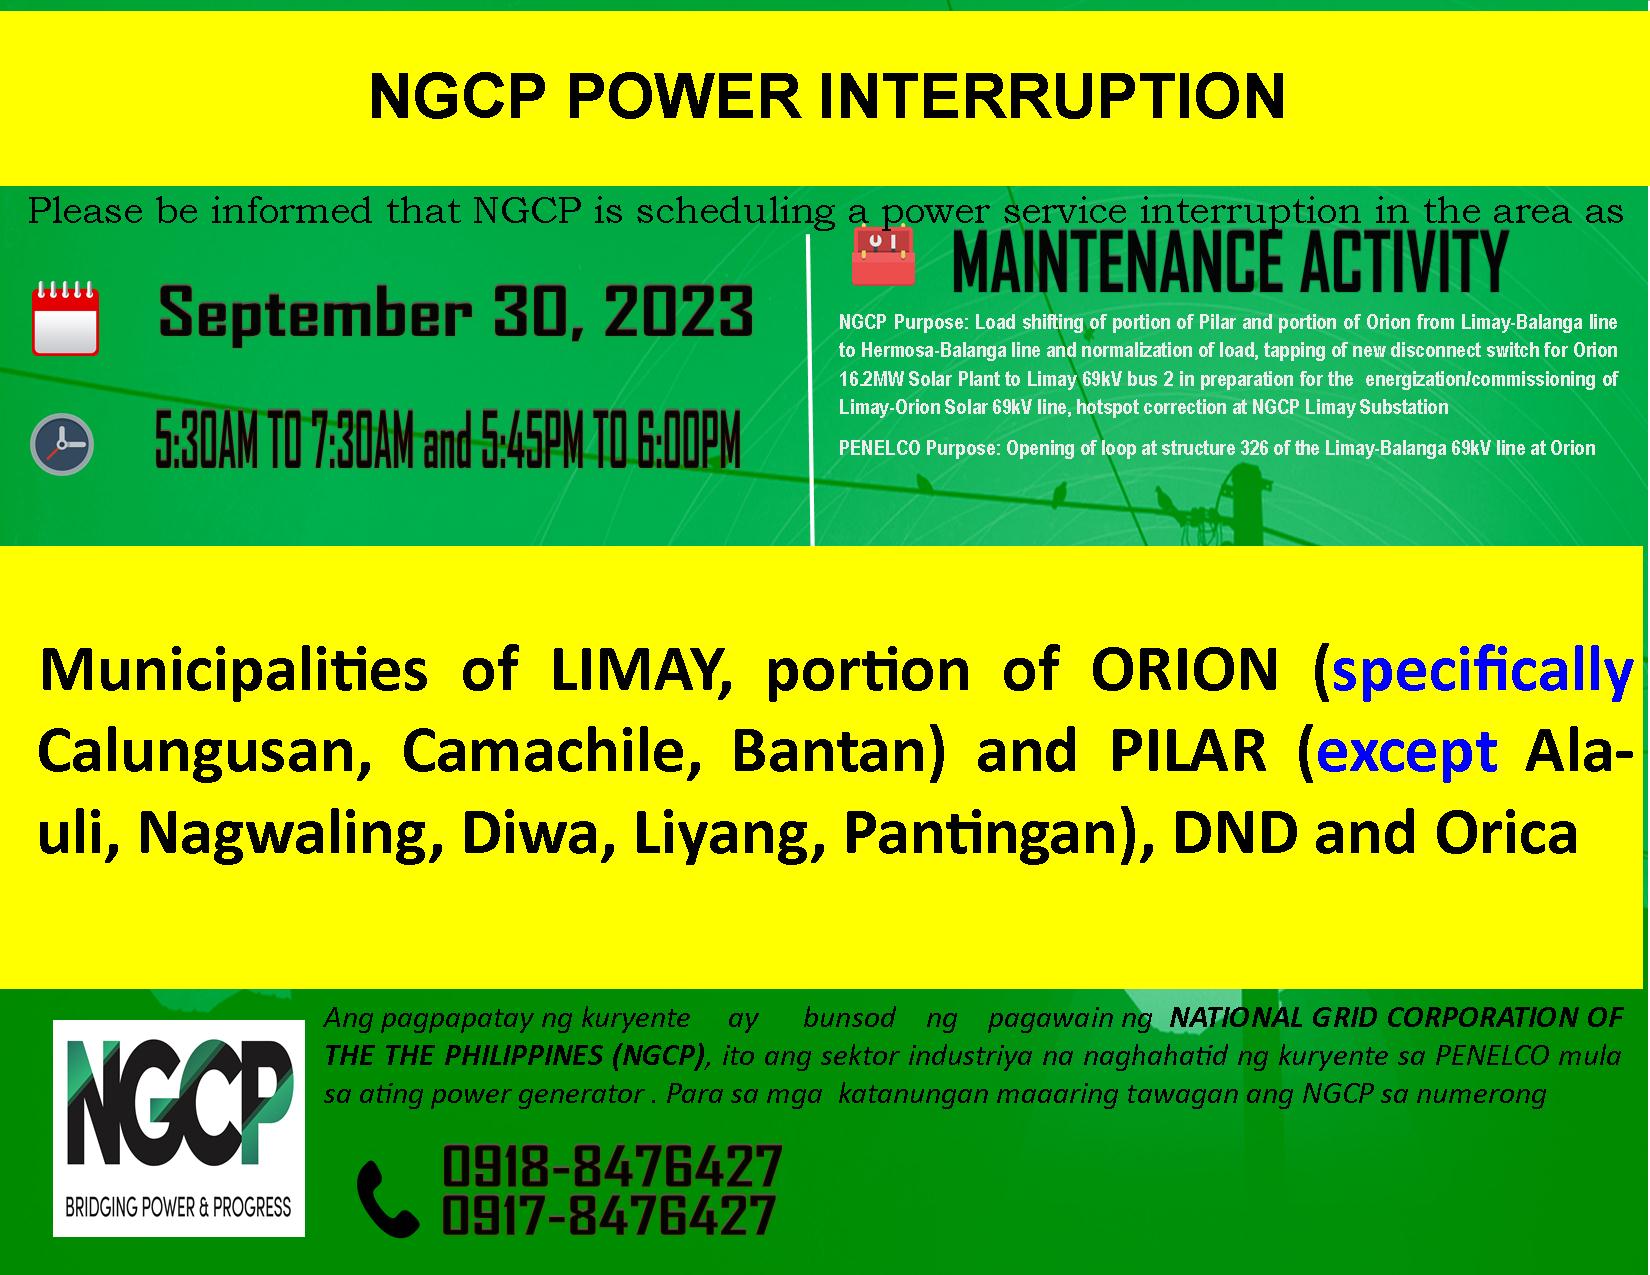 NGCP POWER INTERRUPTION
Please be informed that NGCP is scheduling a power service interruption in the area as
September 30, 2023
5:30AM TO 7:30AM and 5:45PM TO 6:00PM
MAINTENANCE ACTIVITY
NGCP Purpose: Load shifting of portion of Pilar and portion of Orion from Limay-Balanga line
to Hermosa-Balanga line and normalization of load, tapping of new disconnect switch for Orion
16.2MW Solar Plant to Limay 69kV bus 2 in preparation for the energization/commissioning of
Limay-Orion Solar 69kV line, hotspot correction at NGCP Limay Substation
PENELCO Purpose: Opening of loop at structure 326 of the Limay-Balanga 69kV line at Orion
Municipalities of LIMAY, portion of ORION (specifically
Calungusan, Camachile, Bantan) and PILAR (except Ala-
uli, Nagwaling, Diwa, Liyang, Pantingan), DND and Orica
Ang pagpapatay ng kuryente ay bunsod ng pagawain ng NATIONAL GRID CORPORATION OF
THE THE PHILIPPINES (NGCP), ito ang sektor industriya na naghahatid ng kuryente sa PENELCO mula
sa ating power generator . Para sa mga katanungan maaaring tawagan ang NGCP sa numerong
NGCP
BRIDGING POWER & PROGRESS
0918-8476427
0917-8476427